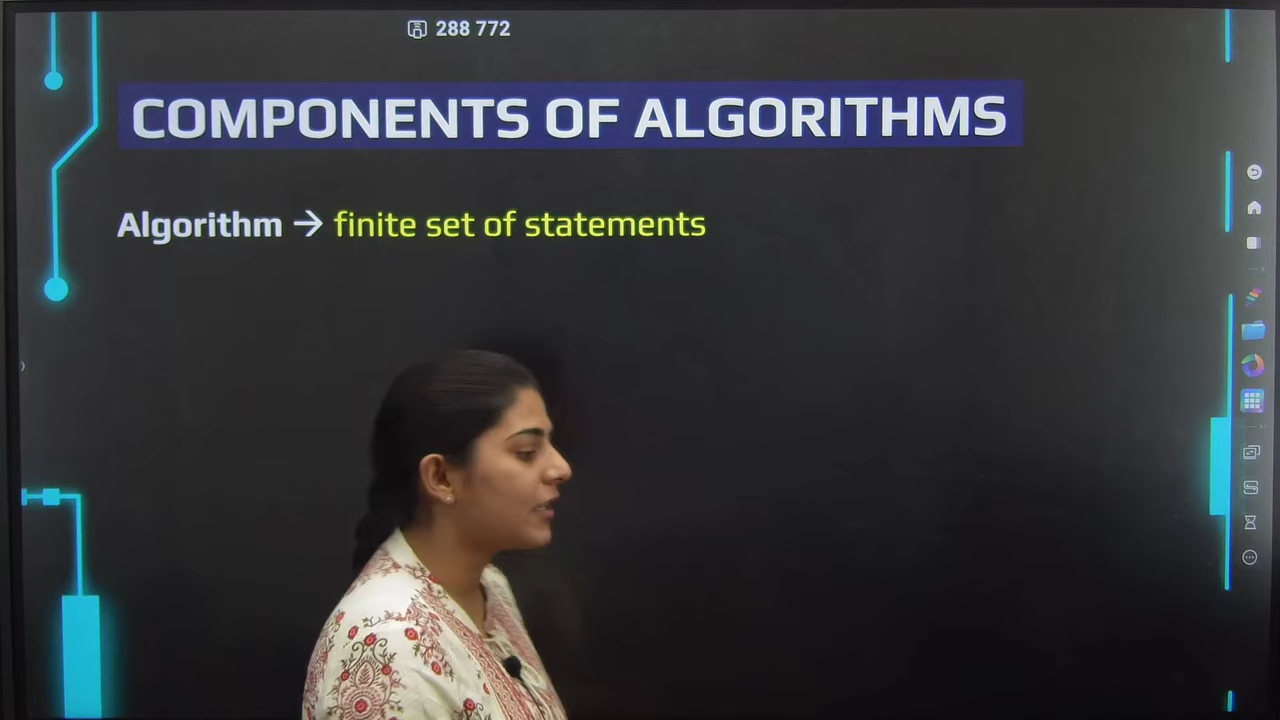 288 772
COMPONENTS OF ALGORITHMS
Algorithm → finite set of statements